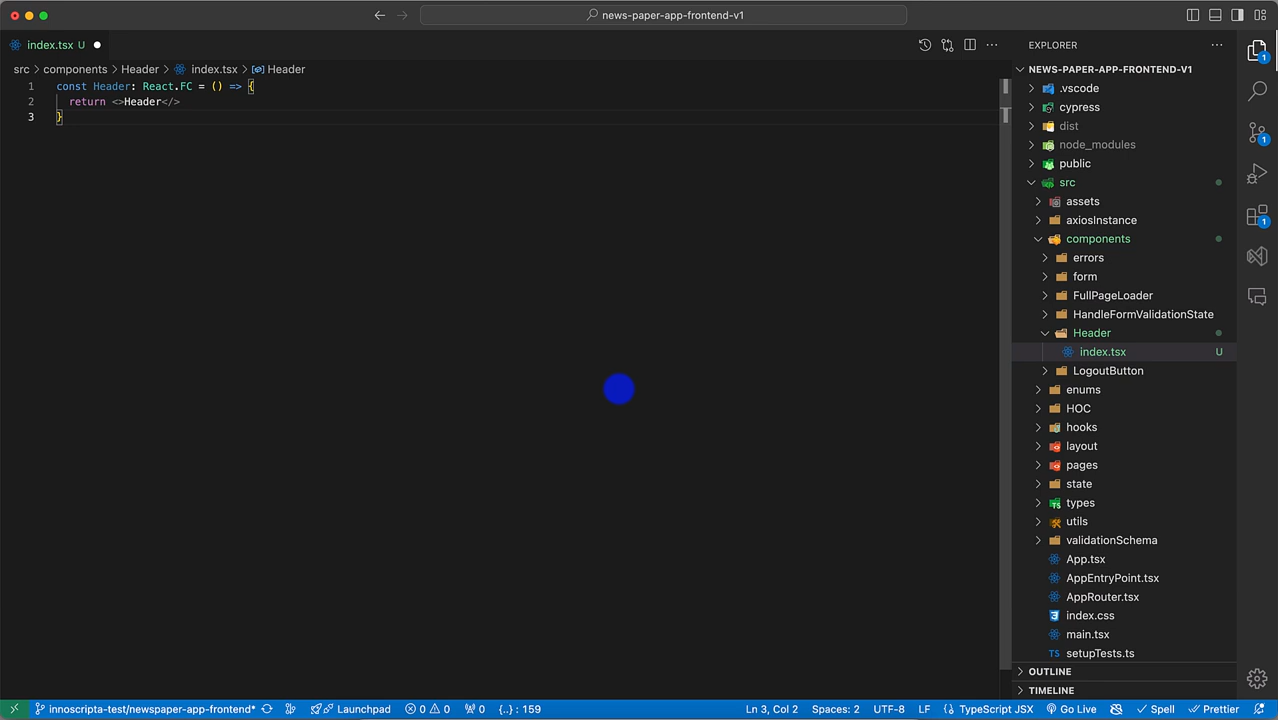 news-paper-app-frontend-v1
index.tsx U
EXPLORER
src > components > Header > index.tsx > Header
NEWS-PAPER-APP-FRONTEND-V1
1 const Header: React.FC = () => {
2 return <>Header</>
3 }
.vscode
cypress
dist
node_modules
public
src
assets
axiosInstance
components
errors
form
FullPageLoader
HandleFormValidationState
Header
index.tsx U
LogoutButton
enums
HOC
hooks
layout
pages
state
types
utils
validationSchema
App.tsx
AppEntryPoint.tsx
AppRouter.tsx
index.css
main.tsx
TS setupTests.ts
OUTLINE
TIMELINE
1
1
1
innoscripta-test/newspaper-app-frontend* Launchpad 0 0 0 {..} : 159 Ln 3, Col 2 Spaces: 2 UTF-8 LF TypeScript JSX Go Live Spell Prettier